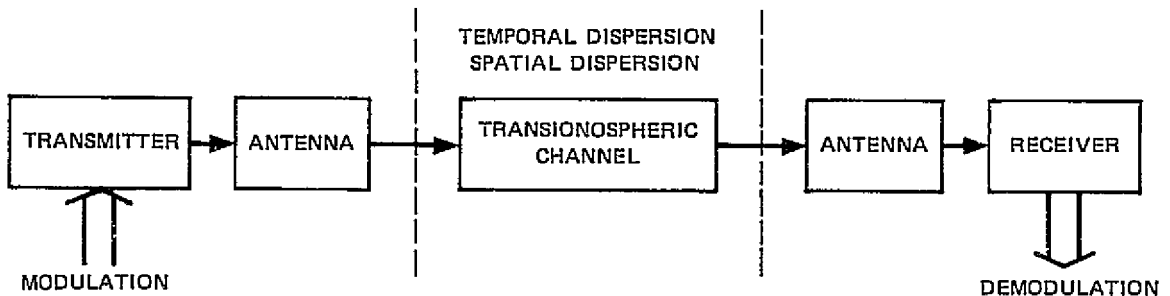 TEMPORAL DISPERSION
SPATIAL DISPERSION
TRANSMITTER
ANTENNA
TRANSIONOSPHERIC
CHANNEL
ANTENNA
RECEIVER
MODULATION
DEMODULATION